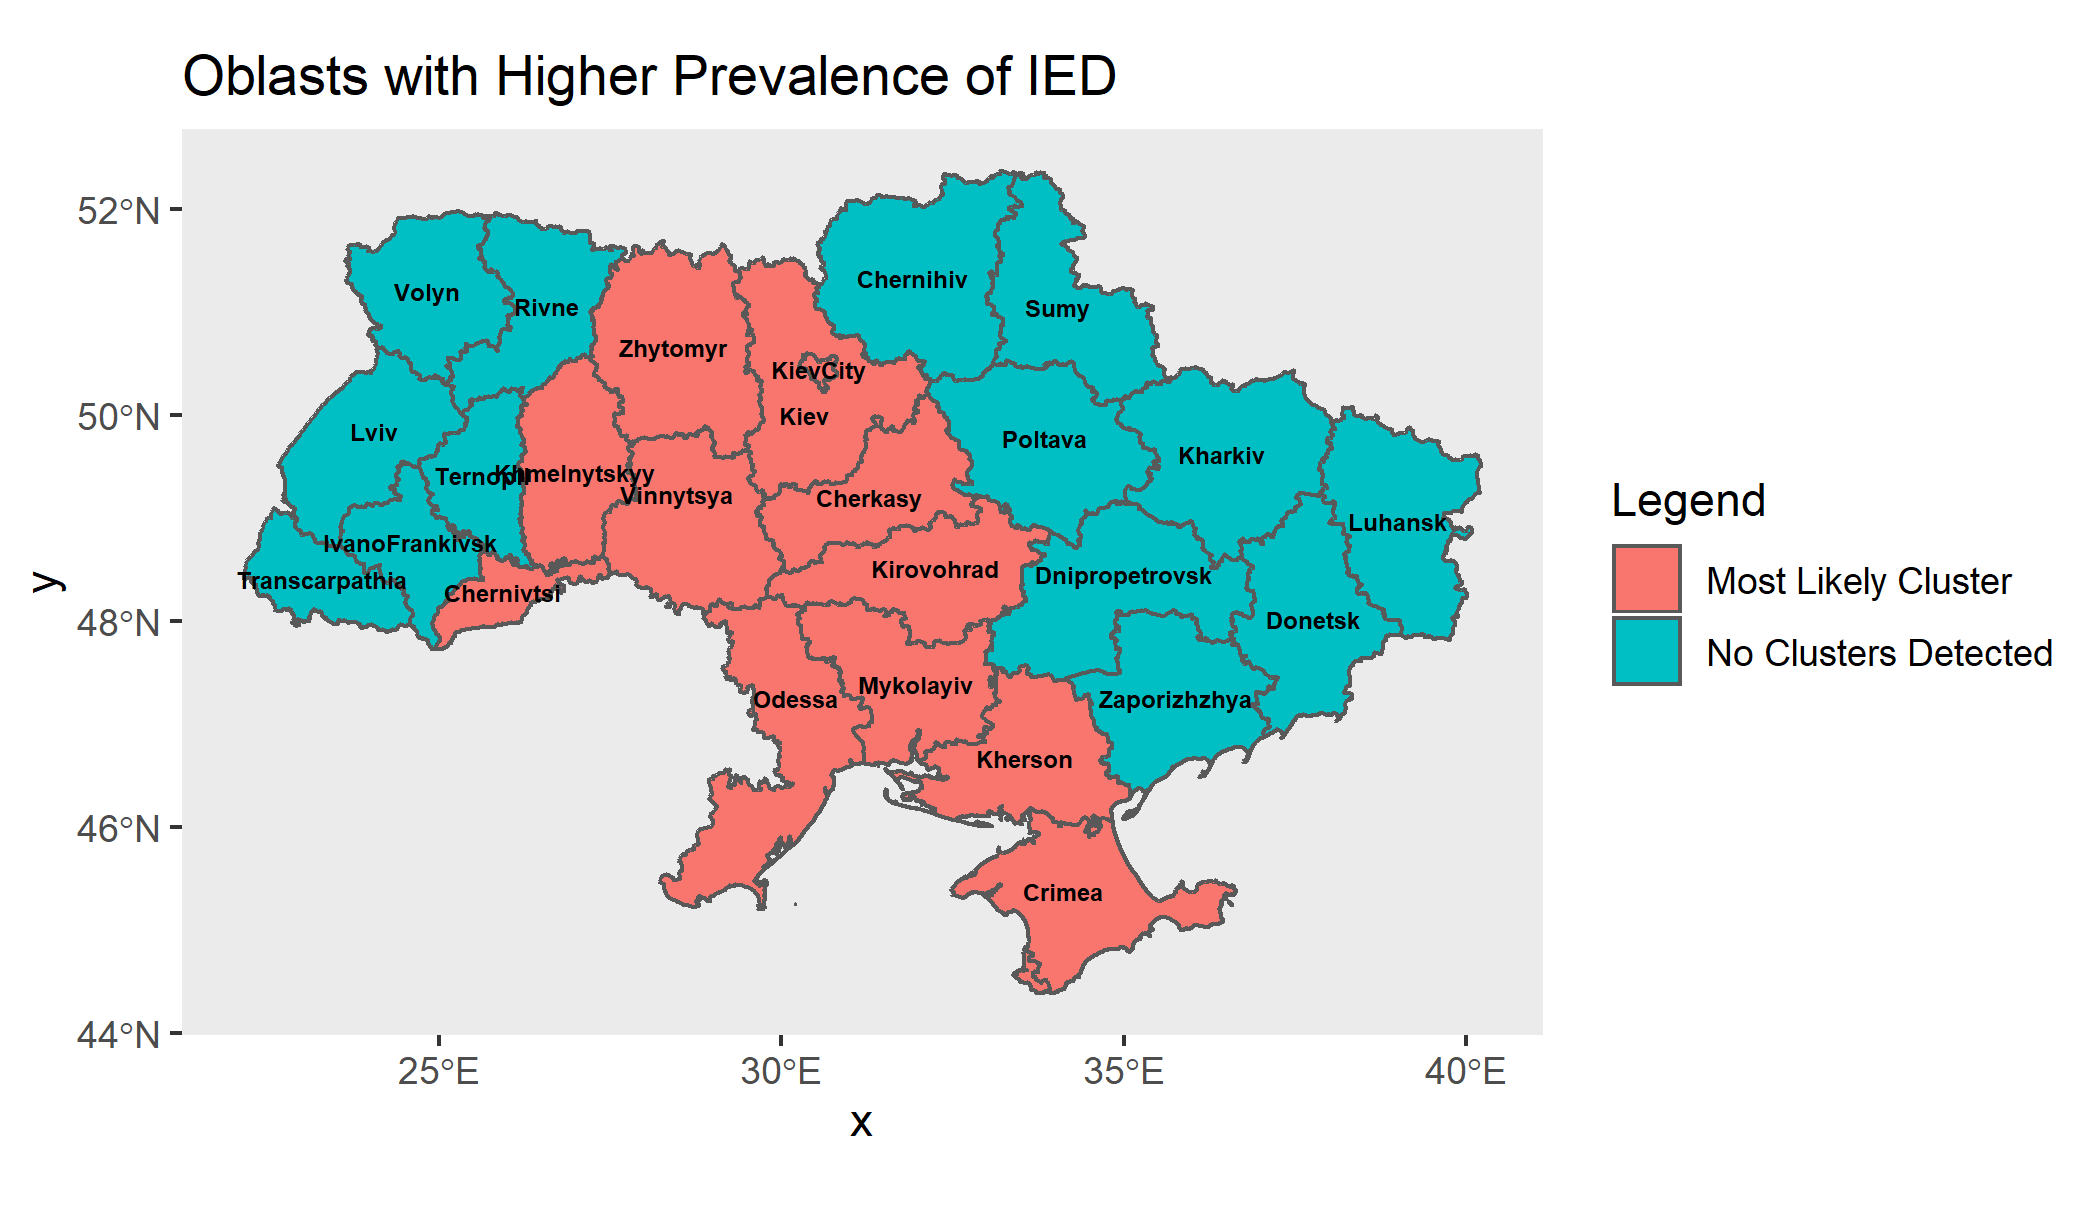 Oblasts with Higher Prevalence of IED
y
52°N
50°N
48°N
46°N
44°N
Volyn
Rivne
Zhytomyr
Chernihiv
Sumy
KievCity
Kiev
Lviv
Ternopil
Khmelnytskyy
Vinnytsya
Cherkasy
Poltava
Kharkiv
Luhansk
IvanoFrankivsk
Transcarpathia
Chernivtsi
Kirovohrad
Dnipropetrovsk
Donetsk
Odessa
Mykolayiv
Zaporizhzhya
Kherson
Crimea
25°E
30°E
35°E
40°E
x
Legend
Most Likely Cluster
No Clusters Detected